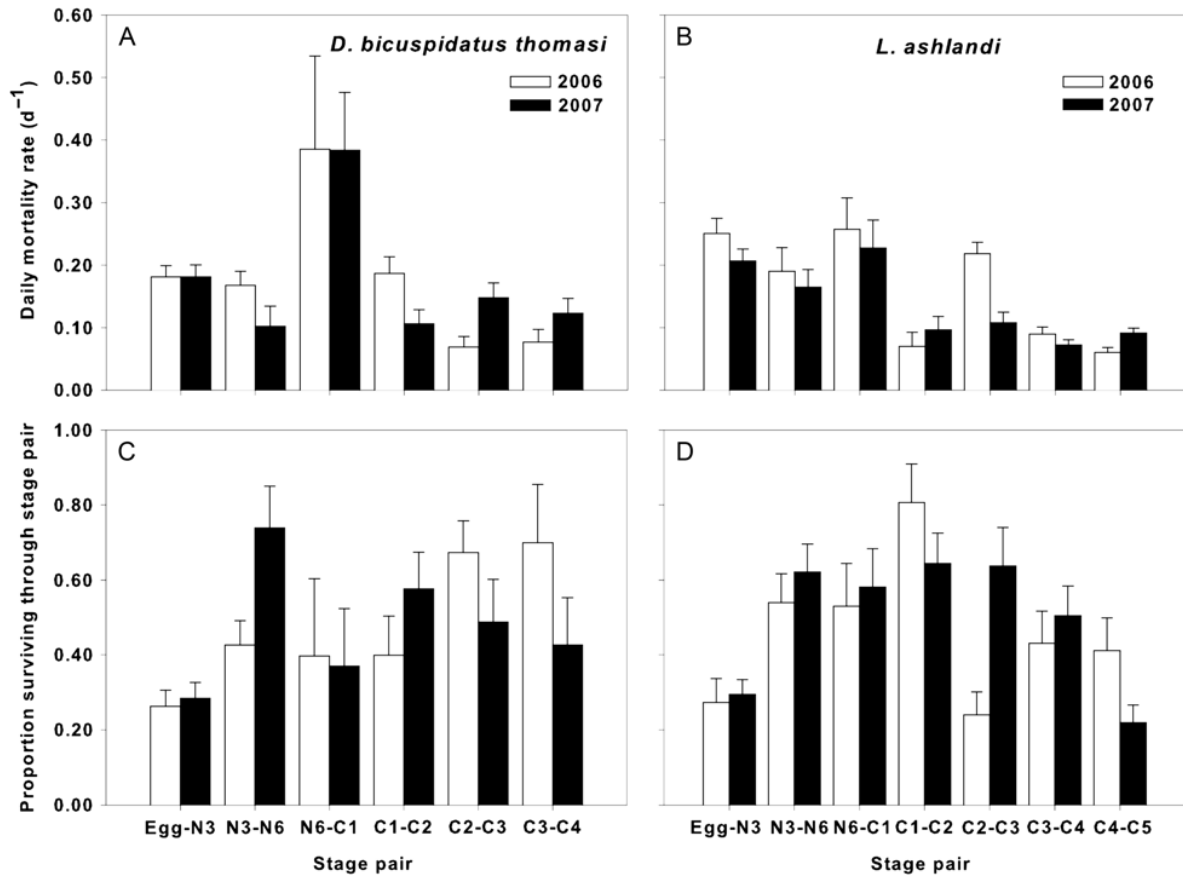 A
D. bicuspidatus thomasi
2006
2007
Daily mortality rate (d⁻¹)
0.60
0.50
0.40
0.30
0.20
0.10
0.00
B
L. ashlandi
2006
2007
C
Proportion surviving through stage pair
1.00
0.80
0.60
0.40
0.20
0.00
Egg-N3 N3-N6 N6-C1 C1-C2 C2-C3 C3-C4
Stage pair
D
Egg-N3 N3-N6 N6-C1 C1-C2 C2-C3 C3-C4 C4-C5
Stage pair